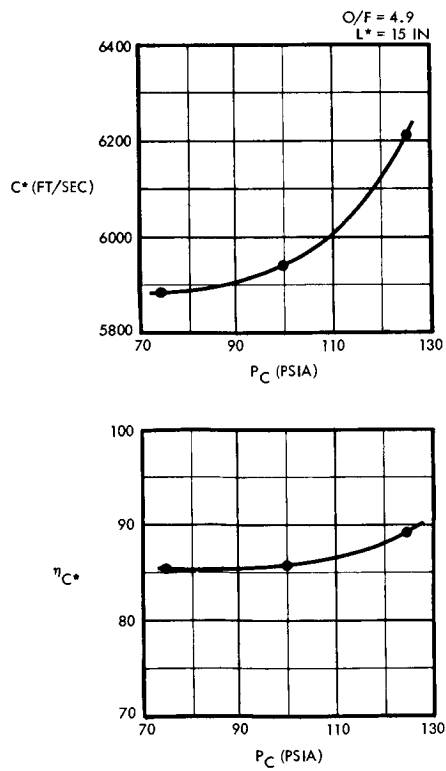 O/F = 4.9
L* = 15 IN
6400
6200
C* (FT/SEC)
6000
5800
70 90 110 130
P_C (PSIA)
100
90
η_C*
80
70
70 90 110 130
P_C (PSIA)